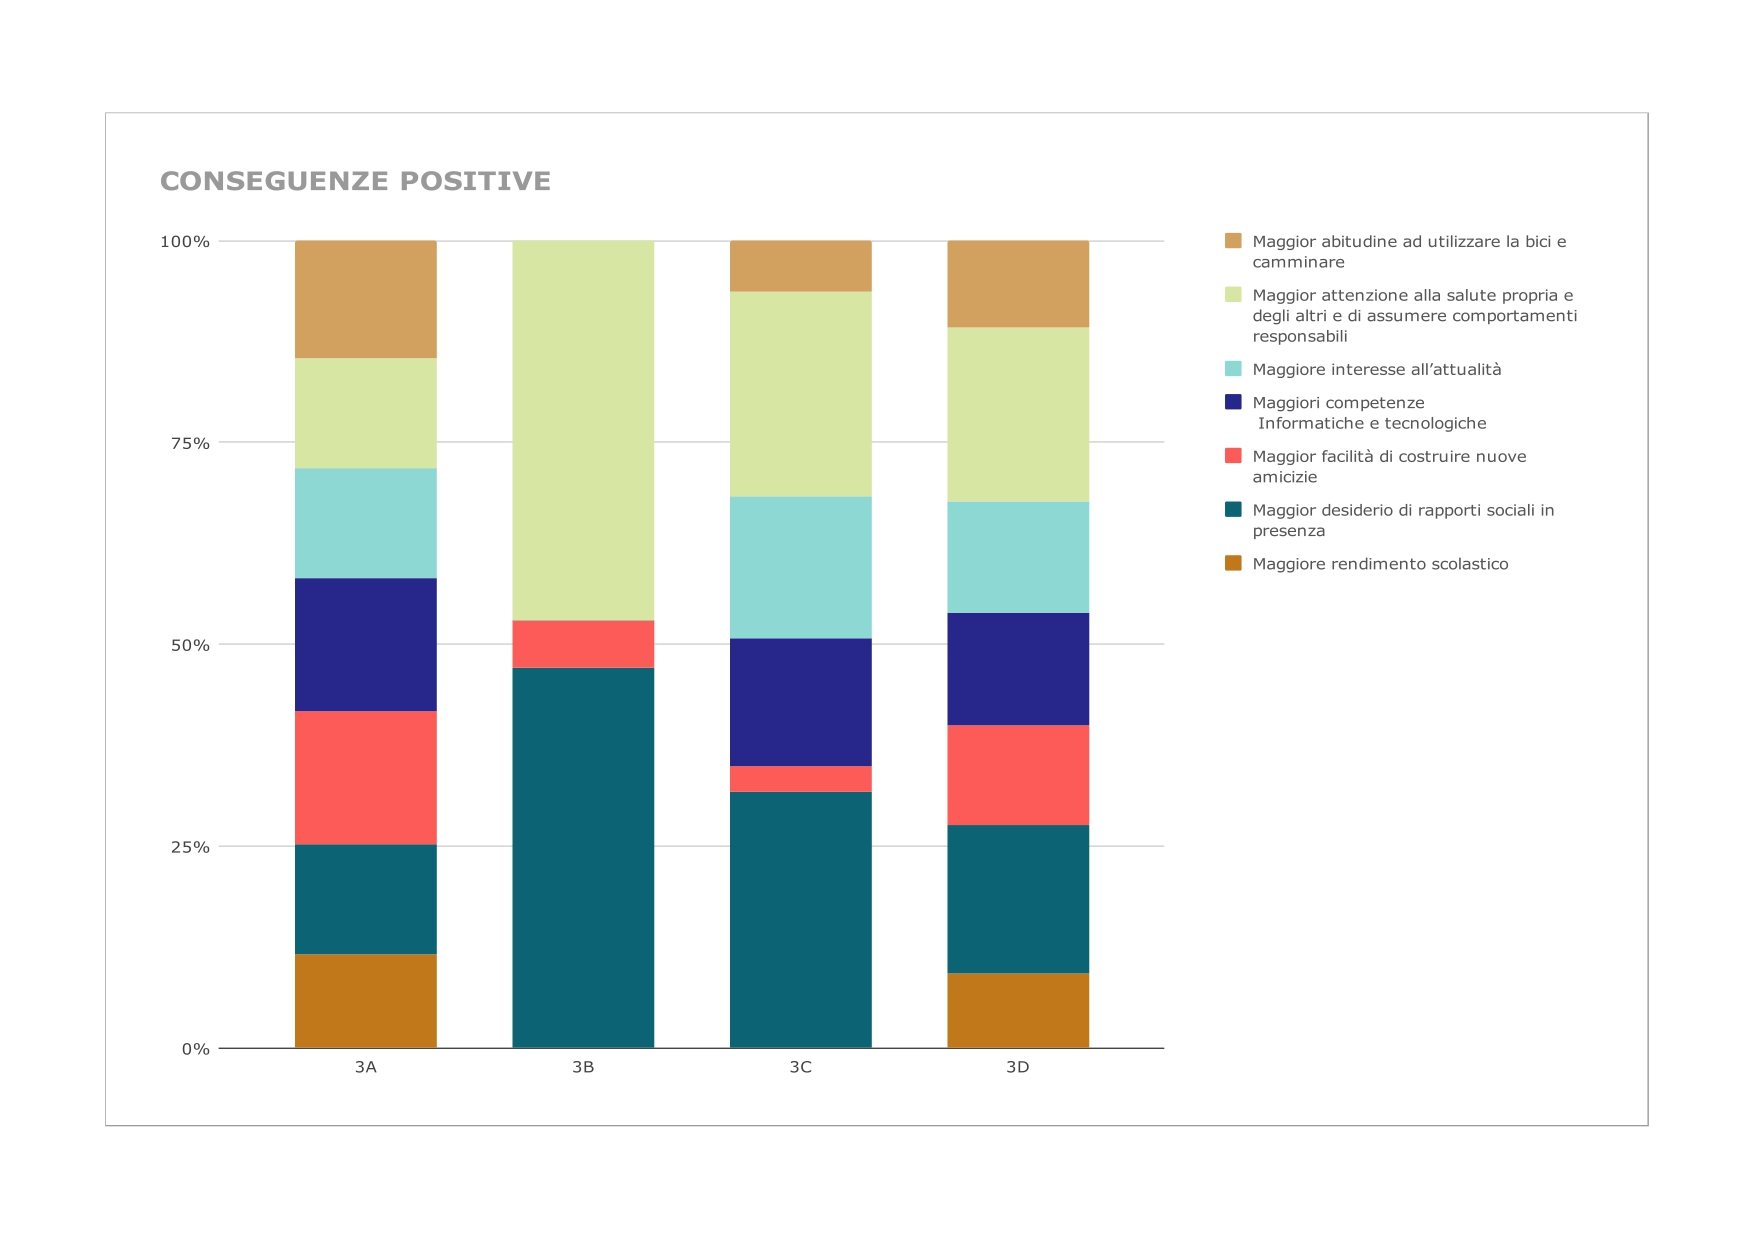 CONSEGUENZE POSITIVE
100%
75%
50%
25%
0%
3A
3B
3C
3D
Maggior abitudine ad utilizzare la bici e
camminare
Maggior attenzione alla salute propria e
degli altri e di assumere comportamenti
responsabili
Maggiore interesse all’attualità
Maggiori competenze
Informatiche e tecnologiche
Maggior facilità di costruire nuove
amicizie
Maggior desiderio di rapporti sociali in
presenza
Maggiore rendimento scolastico